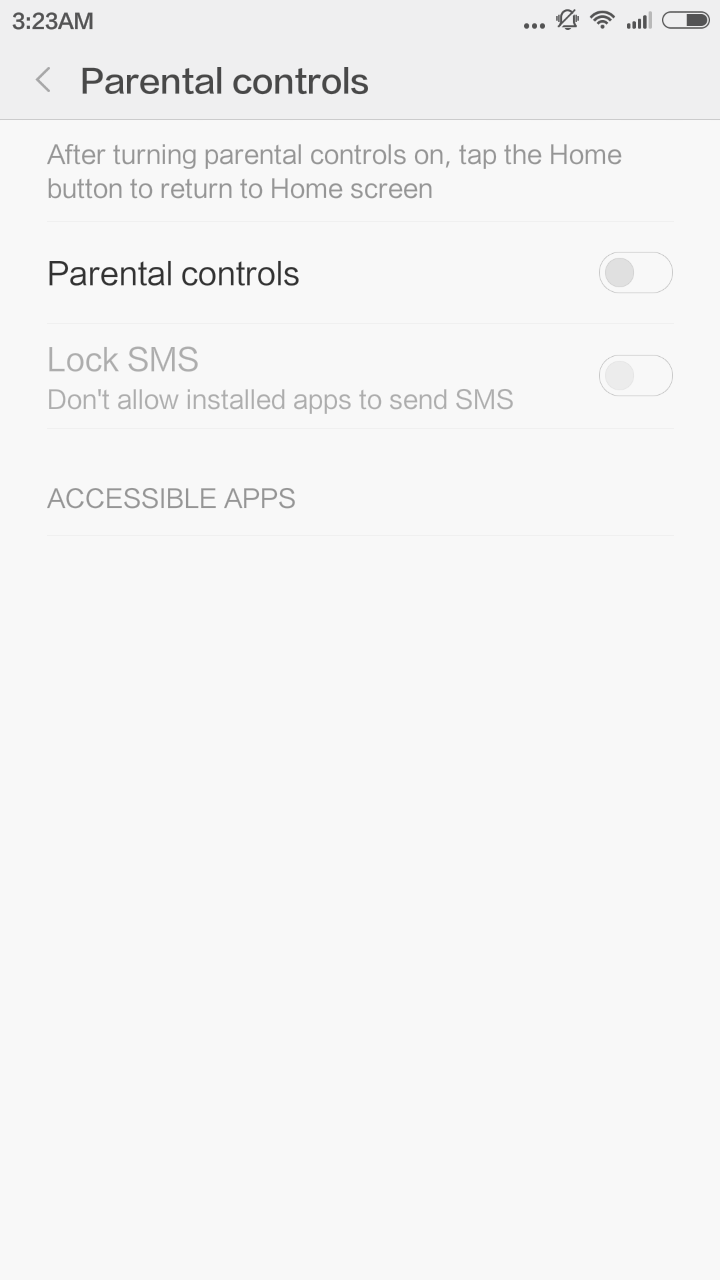 3:23AM
Parental controls
After turning parental controls on, tap the Home
button to return to Home screen
Parental controls
Lock SMS
Don't allow installed apps to send SMS
ACCESSIBLE APPS